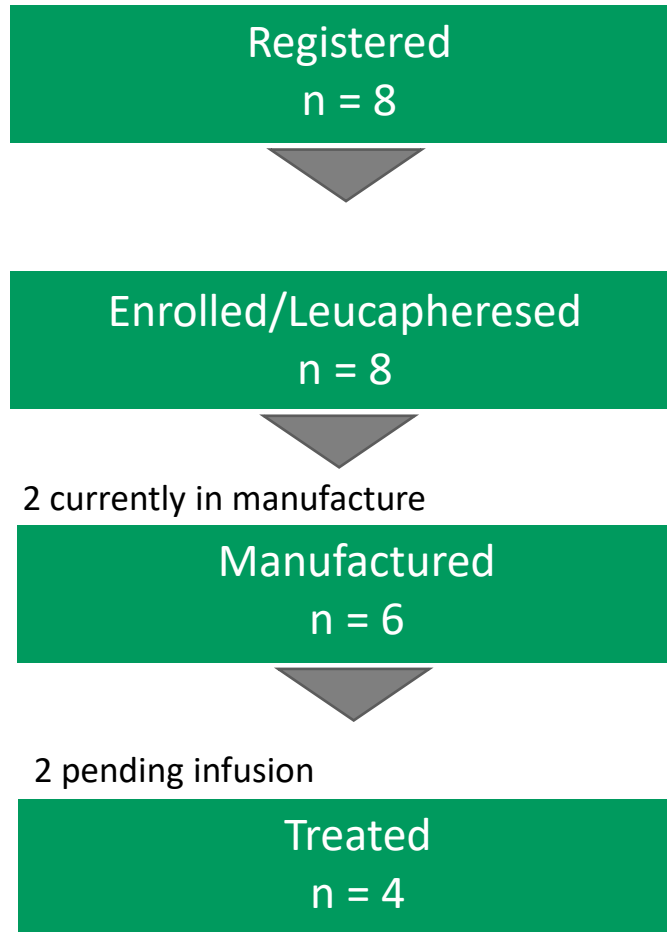 Registered
n = 8
Enrolled/Leucapheresed
n = 8
2 currently in manufacture
Manufactured
n = 6
2 pending infusion
Treated
n = 4